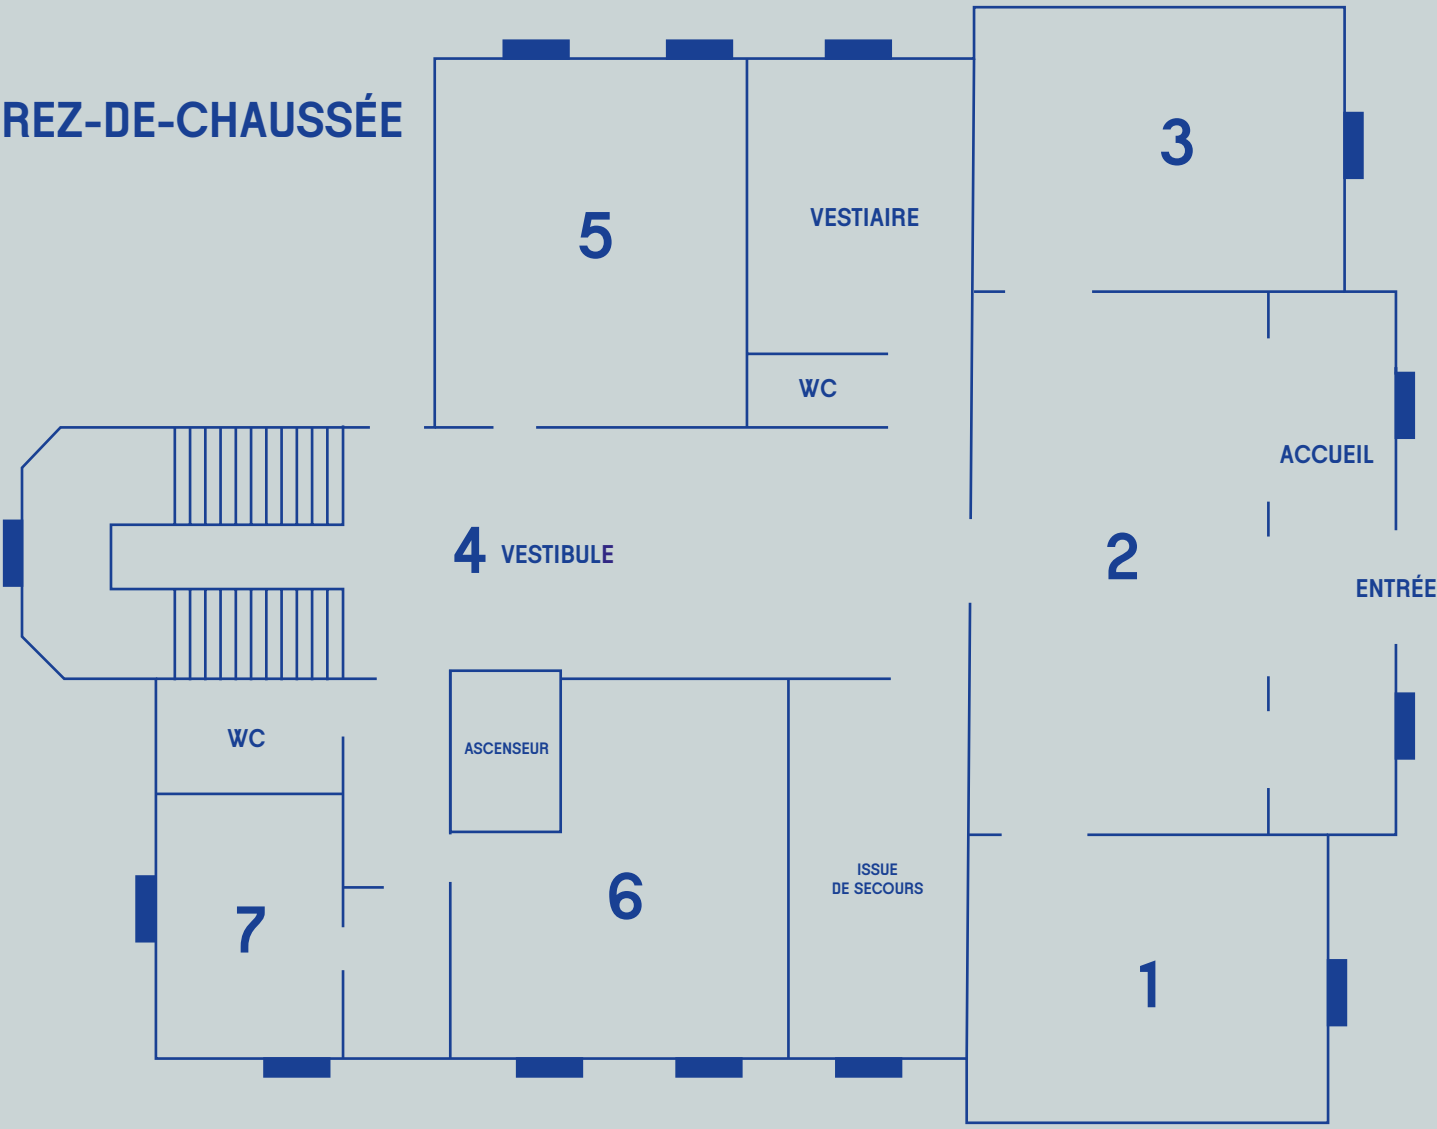 REZ-DE-CHAUSSÉE
3
5
VESTIAIRE
WC
ACCUEIL
4 VESTIBULE
2
ENTRÉE
WC
ASCENSEUR
ISSUE
DE SECOURS
6
7
1